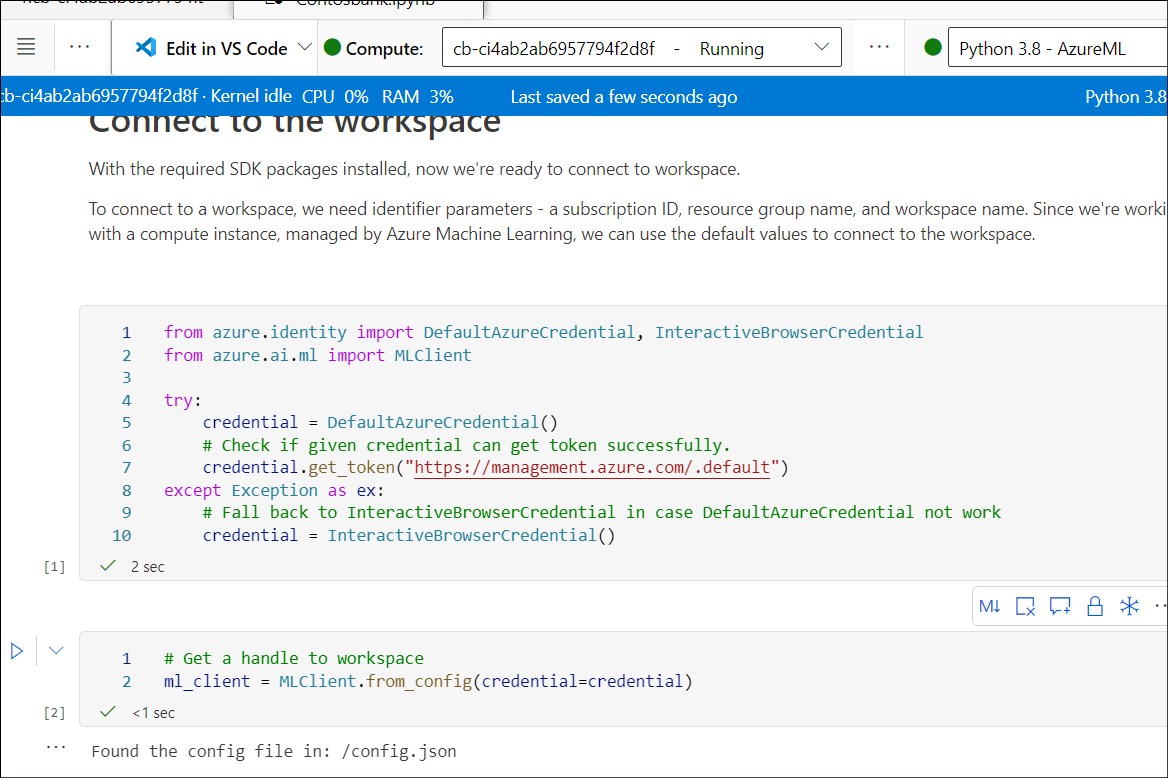 Contosbank.ipynb
Edit in VS Code
Compute:
cb-ci4ab2ab6957794f2d8f - Running
Python 3.8 - AzureML
cb-ci4ab2ab6957794f2d8f · Kernel idle CPU 0% RAM 3% Last saved a few seconds ago Python 3.8
Connect to the workspace
With the required SDK packages installed, now we're ready to connect to workspace.
To connect to a workspace, we need identifier parameters - a subscription ID, resource group name, and workspace name. Since we're worki
with a compute instance, managed by Azure Machine Learning, we can use the default values to connect to the workspace.
1 from azure.identity import DefaultAzureCredential, InteractiveBrowserCredential
2 from azure.ai.ml import MLClient
3
4 try:
5 credential = DefaultAzureCredential()
6 # Check if given credential can get token successfully.
7 credential.get_token("https://management.azure.com/.default")
8 except Exception as ex:
9 # Fall back to InteractiveBrowserCredential in case DefaultAzureCredential not work
10 credential = InteractiveBrowserCredential()
[1] 2 sec
M↓
1 # Get a handle to workspace
2 ml_client = MLClient.from_config(credential=credential)
[2] <1 sec
Found the config file in: /config.json